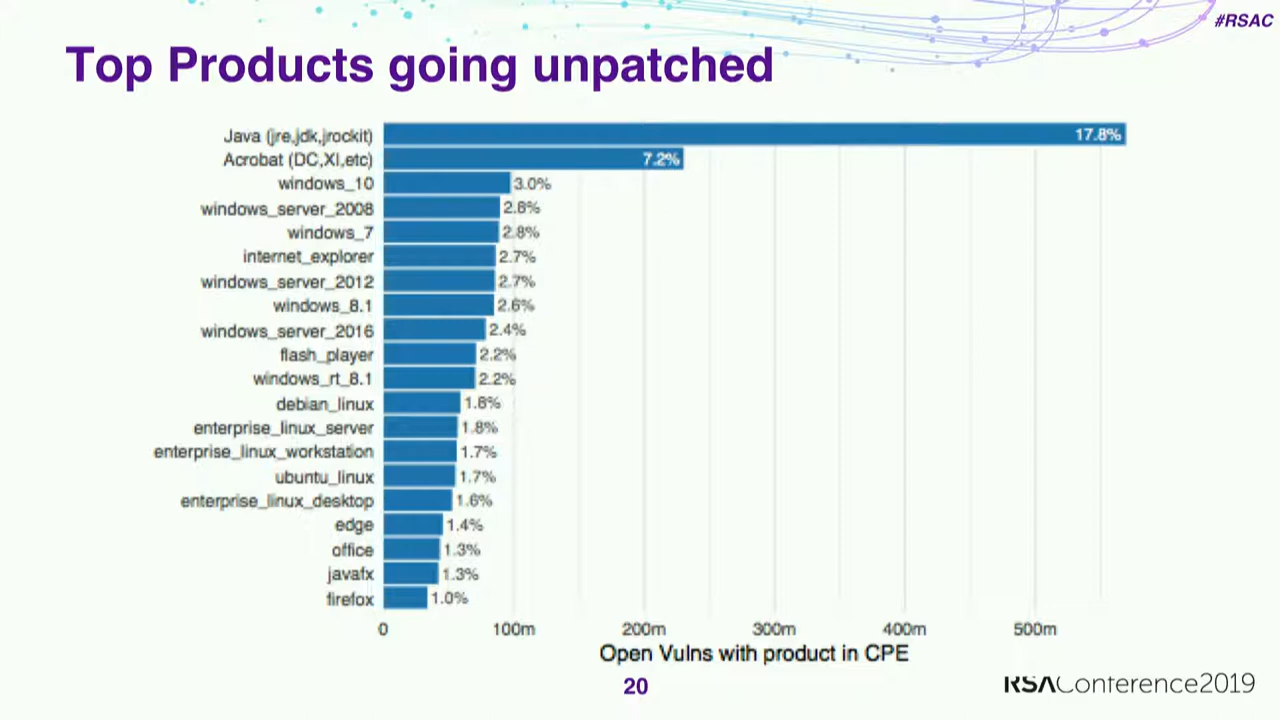 #RSAC
Top Products going unpatched
Java (jre,jdk,jrockit) 17.8%
Acrobat (DC,XI,etc) 7.2%
windows_10 3.0%
windows_server_2008 2.8%
windows_7 2.8%
internet_explorer 2.7%
windows_server_2012 2.7%
windows_8.1 2.6%
windows_server_2016 2.4%
flash_player 2.2%
windows_rt_8.1 2.2%
debian_linux 1.8%
enterprise_linux_server 1.8%
enterprise_linux_workstation 1.7%
ubuntu_linux 1.7%
enterprise_linux_desktop 1.6%
edge 1.4%
office 1.3%
javafx 1.3%
firefox 1.0%
0 100m 200m 300m 400m 500m
Open Vulns with product in CPE
20
RSAConference2019